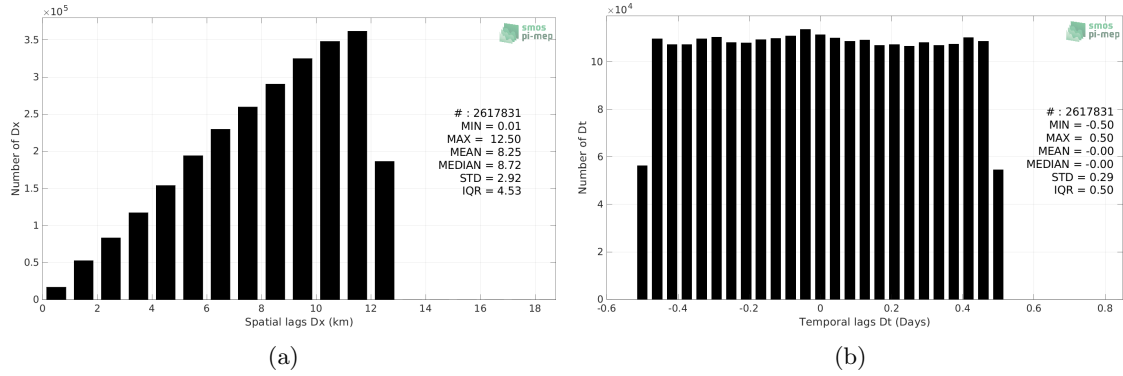 ×10^5
3.5
3
2.5
2
1.5
1
0.5
0
0 2 4 6 8 10 12 14 16 18
Number of Dx
Spatial lags Dx (km)
smos
pi-mep
# : 2617831
MIN = 0.01
MAX = 12.50
MEAN = 8.25
MEDIAN = 8.72
STD = 2.92
IQR = 4.53
(a)
×10^4
10
8
6
4
2
0
-0.6 -0.4 -0.2 0 0.2 0.4 0.6 0.8
Number of Dt
Temporal lags Dt (Days)
smos
pi-mep
# : 2617831
MIN = -0.50
MAX = 0.50
MEAN = -0.00
MEDIAN = -0.00
STD = 0.29
IQR = 0.50
(b)